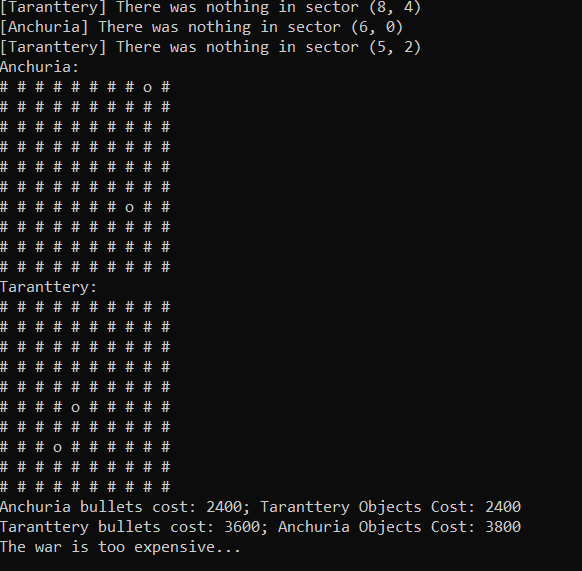 [Taranttery] There was nothing in sector (8, 4)
[Anchuria] There was nothing in sector (6, 0)
[Taranttery] There was nothing in sector (5, 2)
Anchuria:
# # # # # # # # o #
# # # # # # # # # #
# # # # # # # # # #
# # # # # # # # # #
# # # # # # # # # #
# # # # # # # # # #
# # # # # # # o # #
# # # # # # # # # #
# # # # # # # # # #
# # # # # # # # # #
Taranttery:
# # # # # # # # # #
# # # # # # # # # #
# # # # # # # # # #
# # # # # # # # # #
# # # # # # # # # #
# # # # o # # # # #
# # # # # # # # # #
# # # o # # # # # #
# # # # # # # # # #
# # # # # # # # # #
Anchuria bullets cost: 2400; Taranttery Objects Cost: 2400
Taranttery bullets cost: 3600; Anchuria Objects Cost: 3800
The war is too expensive...